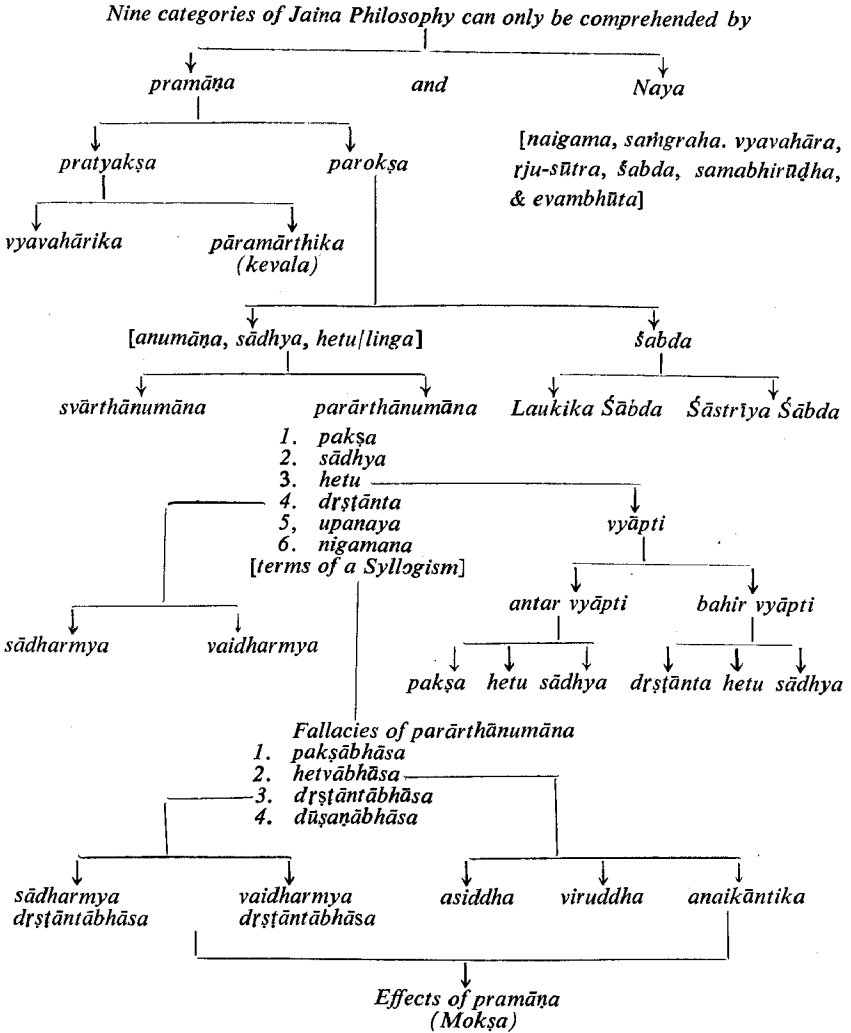 Nine categories of Jaina Philosophy can only be comprehended by
pramāṇa and Naya
[naigama, saṁgraha. vyavahāra,
ṛju-sūtra, śabda, samabhirūḍha,
& evambhūta]
pratyakṣa parokṣa
vyavahārika pāramārthika
(kevala)
[anumāṇa, sādhya, hetu/linga] śabda
svārthānumāna parārthānumāna Laukika Śābda Śāstrīya Śābda
1. pakṣa
2. sādhya
3. hetu
4. dṛṣṭānta
5, upanaya
6. nigamana
[terms of a Syllogism]
vyāpti
antar vyāpti bahir vyāpti
sādharmya vaidharmya
pakṣa hetu sādhya dṛṣṭānta hetu sādhya
Fallacies of parārthānumāna
1. pakṣābhāsa
2. hetvābhāsa
3. dṛṣṭāntābhāsa
4. dūṣaṇābhāsa
sādharmya vaidharmya asiddha viruddha anaikāntika
dṛṣṭāntābhāsa dṛṣṭāntābhāsa
Effects of pramāṇa
(Mokṣa)